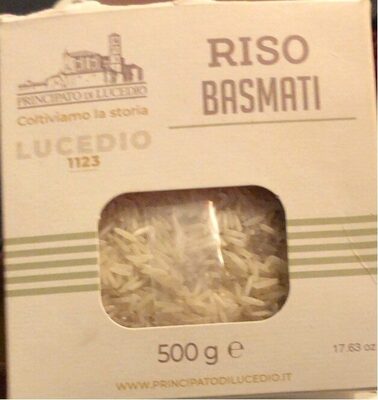 PRINCIPATO DI LUCEDIO
Coltiviamo la storia
LUCEDIO
1123
RISO
BASMATI
500 g ℮
17.63 oz
WWW.PRINCIPATODILUCEDIO.IT